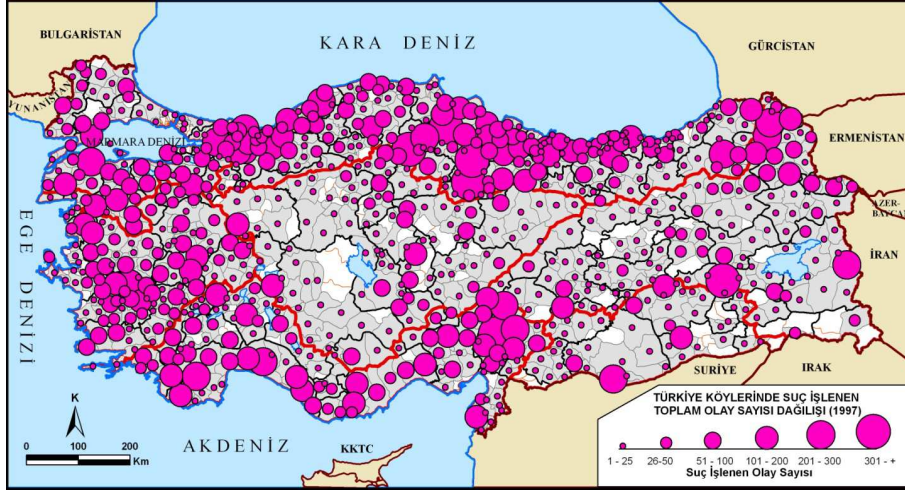 BULGARİSTAN
KARA DENİZ
GÜRCİSTAN
YUNANİSTAN
MARMARA DENİZİ
ERMENİSTAN
AZER-
BAYCAN
EGE DENİZİ
İRAN
K
SURİYE
IRAK
AKDENİZ
KKTC
0 100 200
Km
TÜRKİYE KÖYLERİNDE SUÇ İŞLENEN
TOPLAM OLAY SAYISI DAĞILIŞI (1997)
1 - 25 26-50 51 - 100 101 - 200 201 - 300 301 - +
Suç İşlenen Olay Sayısı